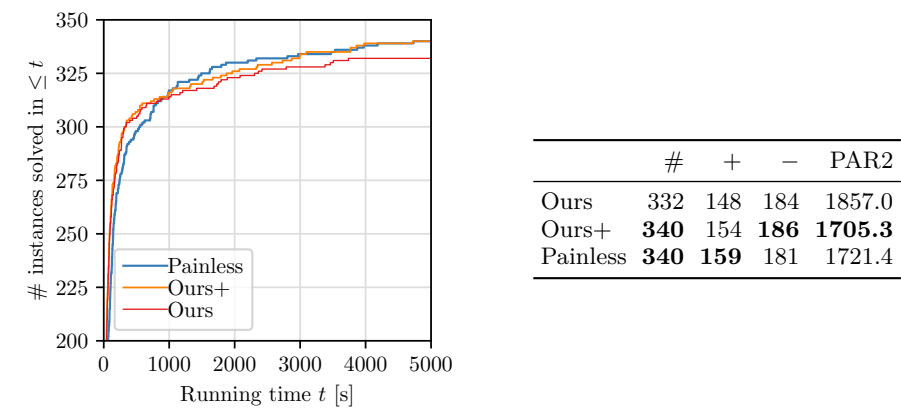 350
325
300
275
250
225
200
# instances solved in ≤ t
Painless
Ours+
Ours
0 1000 2000 3000 4000 5000
Running time t [s]
# + − PAR2
Ours 332 148 184 1857.0
Ours+ 340 154 186 1705.3
Painless 340 159 181 1721.4